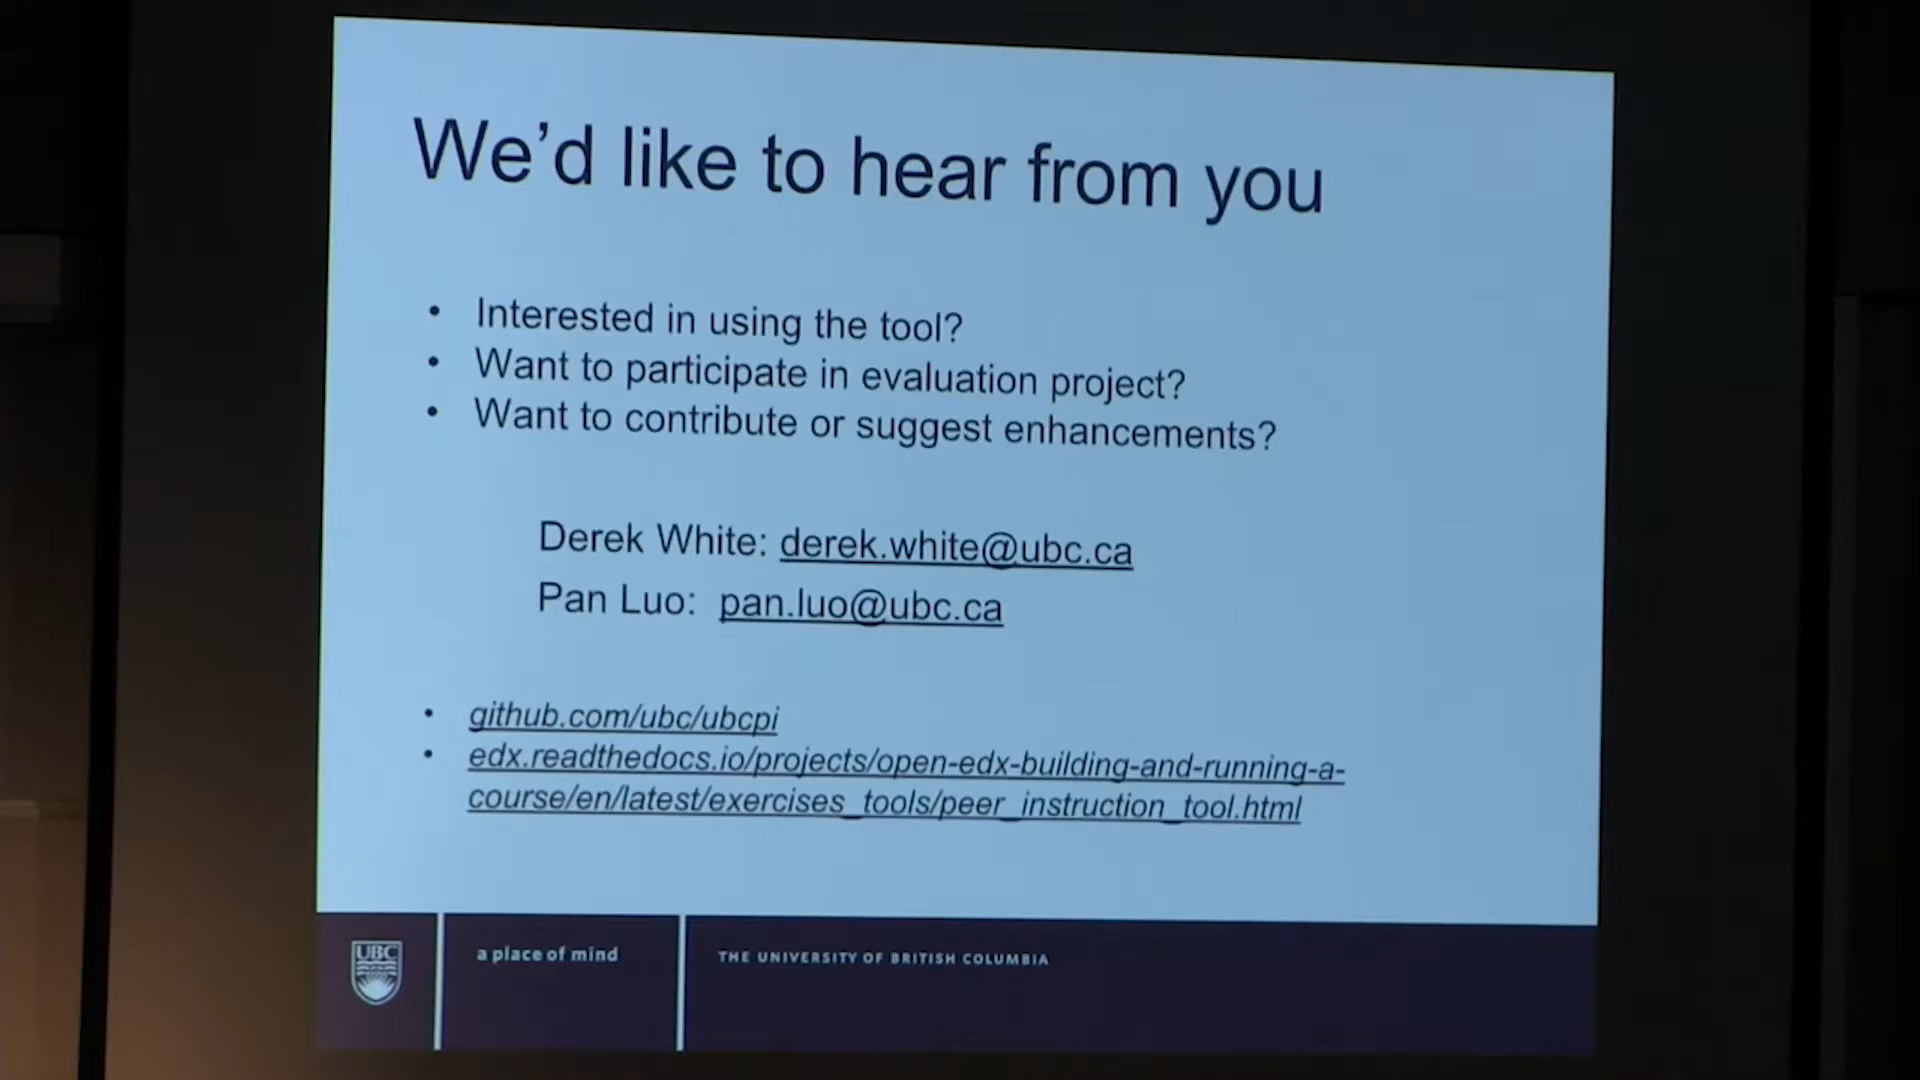 We’d like to hear from you
• Interested in using the tool?
• Want to participate in evaluation project?
• Want to contribute or suggest enhancements?
Derek White: derek.white@ubc.ca
Pan Luo: pan.luo@ubc.ca
• github.com/ubc/ubcpi
• edx.readthedocs.io/projects/open-edx-building-and-running-a-
course/en/latest/exercises_tools/peer_instruction_tool.html
UBC
a place of mind
THE UNIVERSITY OF BRITISH COLUMBIA